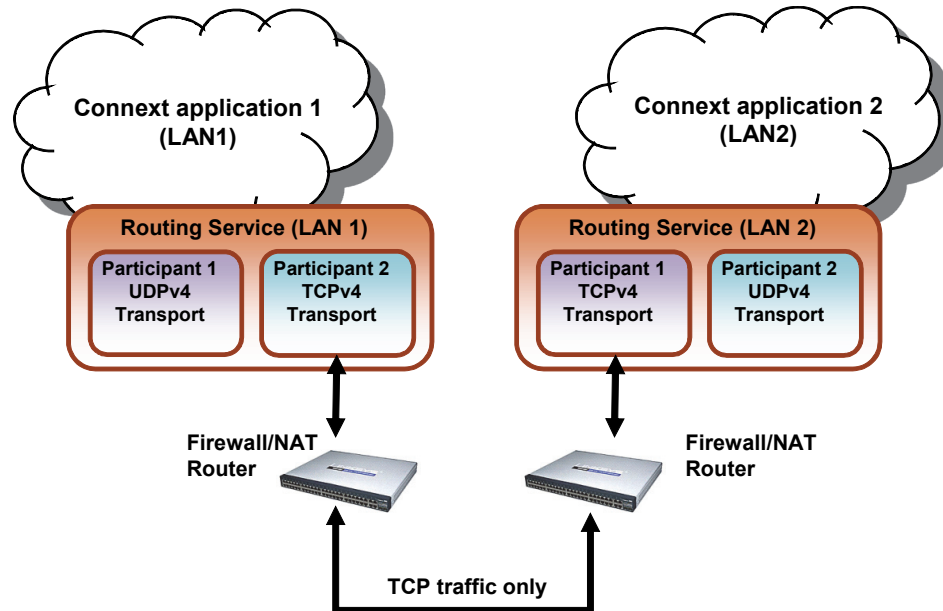 Connext application 1
(LAN1)
Connext application 2
(LAN2)
Routing Service (LAN 1)
Participant 1
UDPv4
Transport
Participant 2
TCPv4
Transport
Routing Service (LAN 2)
Participant 1
TCPv4
Transport
Participant 2
UDPv4
Transport
Firewall/NAT
Router
Firewall/NAT
Router
TCP traffic only